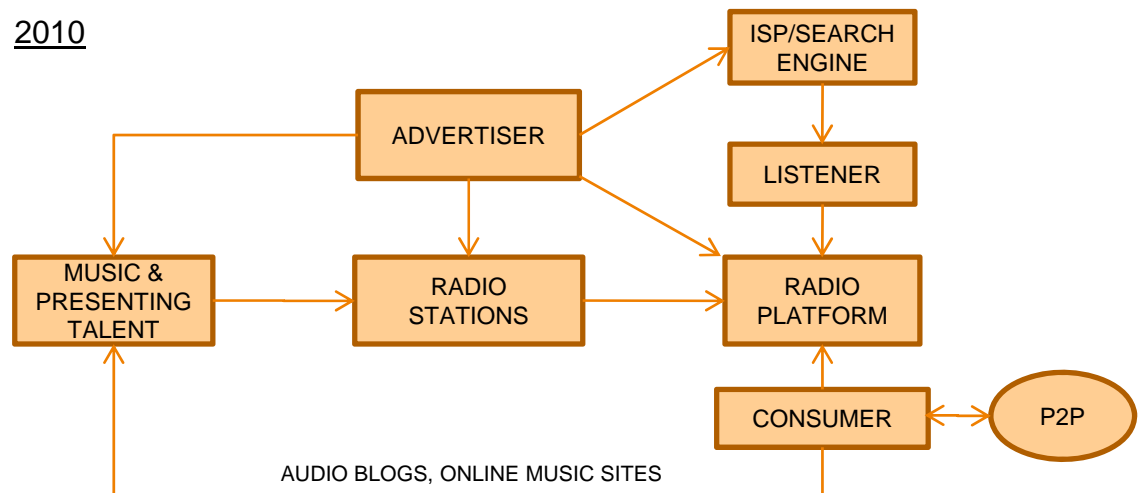 2010
ISP/SEARCH
ENGINE
ADVERTISER
LISTENER
MUSIC &
PRESENTING
TALENT
RADIO
STATIONS
RADIO
PLATFORM
CONSUMER
P2P
AUDIO BLOGS, ONLINE MUSIC SITES